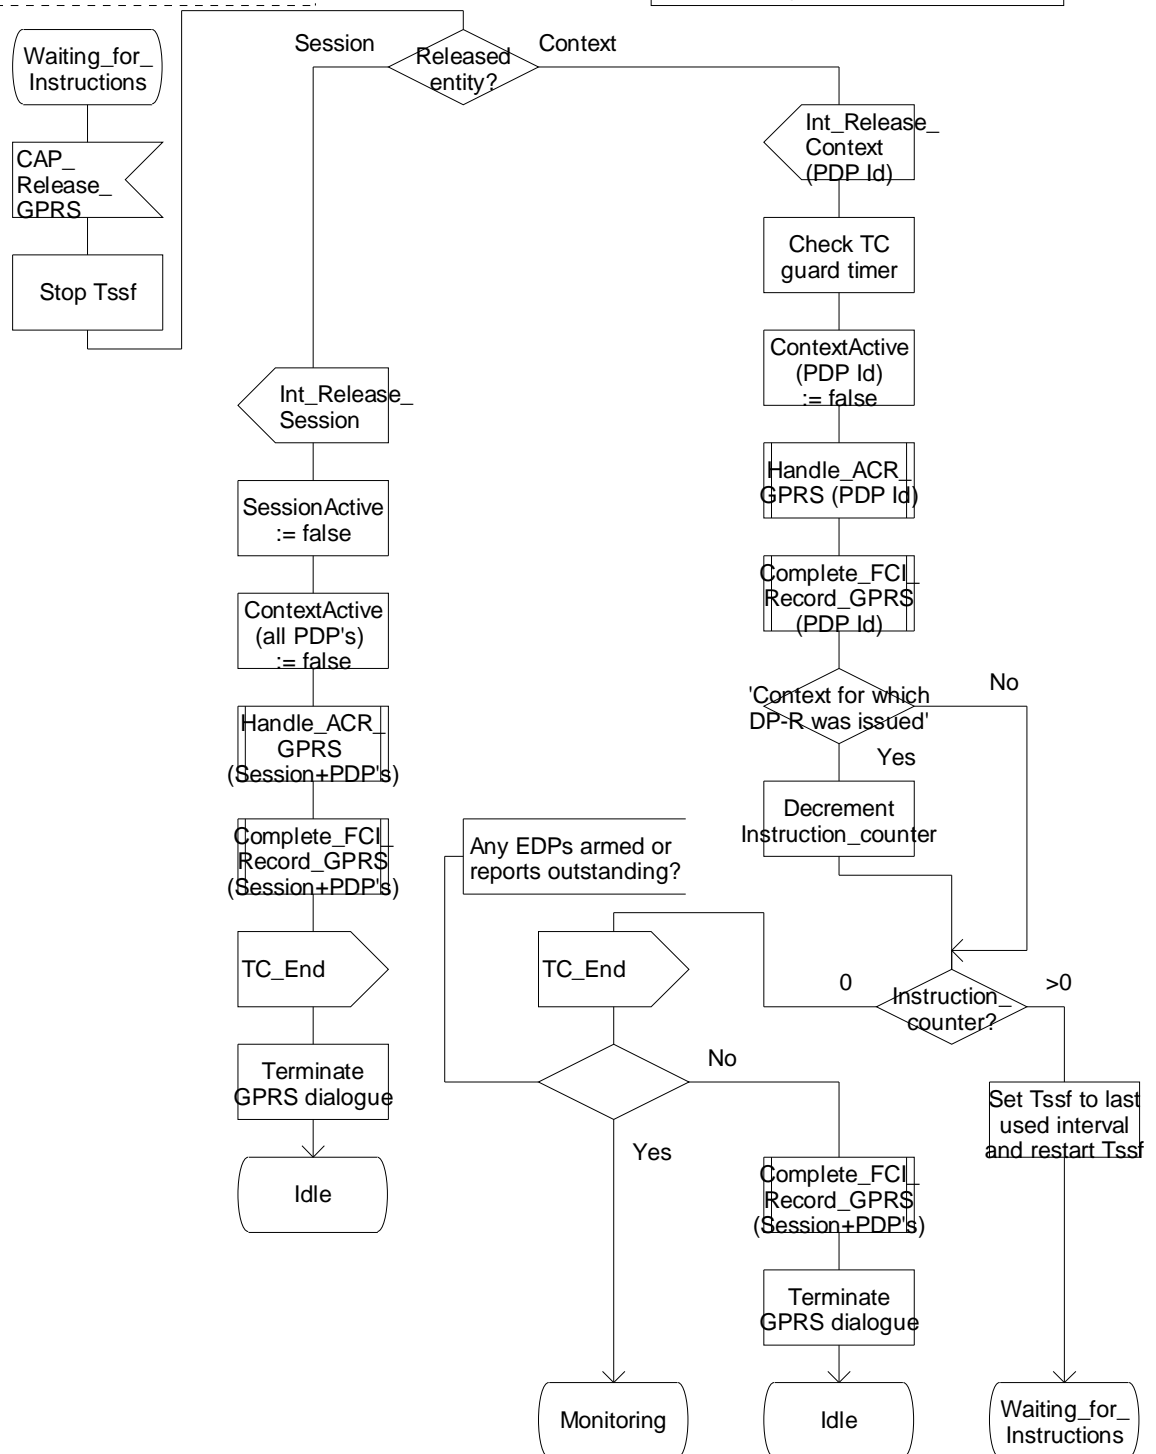 Waiting_for_
Instructions
CAP_
Release_
GPRS
Stop Tssf
Session
Released
entity?
Context
Int_Release_
Session
SessionActive
:= false
ContextActive
(all PDP's)
:= false
Handle_ACR_
GPRS
(Session+PDP's)
Complete_FCI_
Record_GPRS
(Session+PDP's)
TC_End
Terminate
GPRS dialogue
Idle
Int_Release_
Context
(PDP Id)
Check TC
guard timer
ContextActive
(PDP Id)
:= false
Handle_ACR_
GPRS (PDP Id)
Complete_FCI_
Record_GPRS
(PDP Id)
'Context for which
DP-R was issued'
No
Yes
Decrement
Instruction_counter
Instruction_
counter?
0
>0
TC_End
Any EDPs armed or
reports outstanding?
No
Yes
Monitoring
Complete_FCI_
Record_GPRS
(Session+PDP's)
Terminate
GPRS dialogue
Idle
Set Tssf to last
used interval
and restart Tssf
Waiting_for_
Instructions